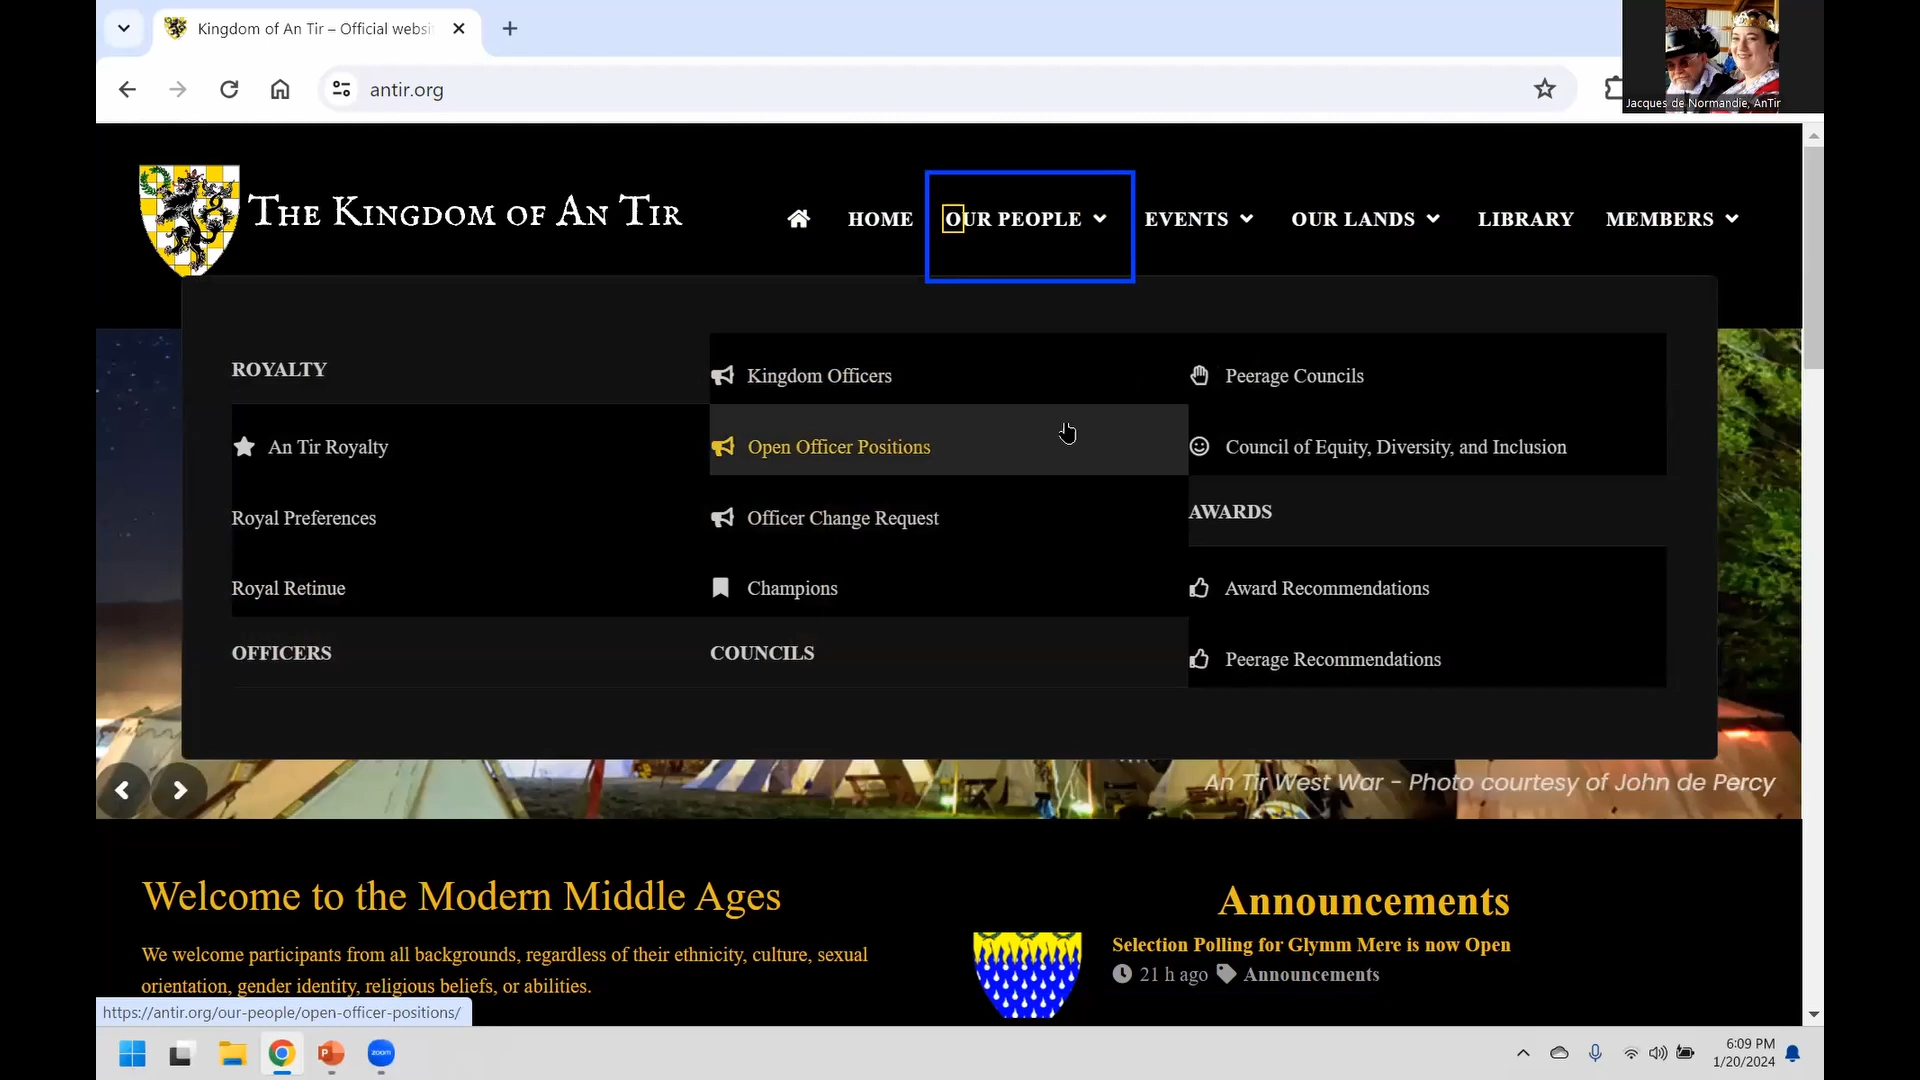 Kingdom of An Tir – Official websi
antir.org
Jacques de Normandie, AnTir
THE KINGDOM OF AN TIR
HOME
OUR PEOPLE
EVENTS
OUR LANDS
LIBRARY
MEMBERS
ROYALTY
An Tir Royalty
Royal Preferences
Royal Retinue
OFFICERS
Kingdom Officers
Open Officer Positions
Officer Change Request
Champions
COUNCILS
Peerage Councils
Council of Equity, Diversity, and Inclusion
AWARDS
Award Recommendations
Peerage Recommendations
An Tir West War - Photo courtesy of John de Percy
Welcome to the Modern Middle Ages
We welcome participants from all backgrounds, regardless of their ethnicity, culture, sexual
orientation, gender identity, religious beliefs, or abilities.
Announcements
Selection Polling for Glymm Mere is now Open
21 h ago Announcements
https://antir.org/our-people/open-officer-positions/
zoom
6:09 PM
1/20/2024